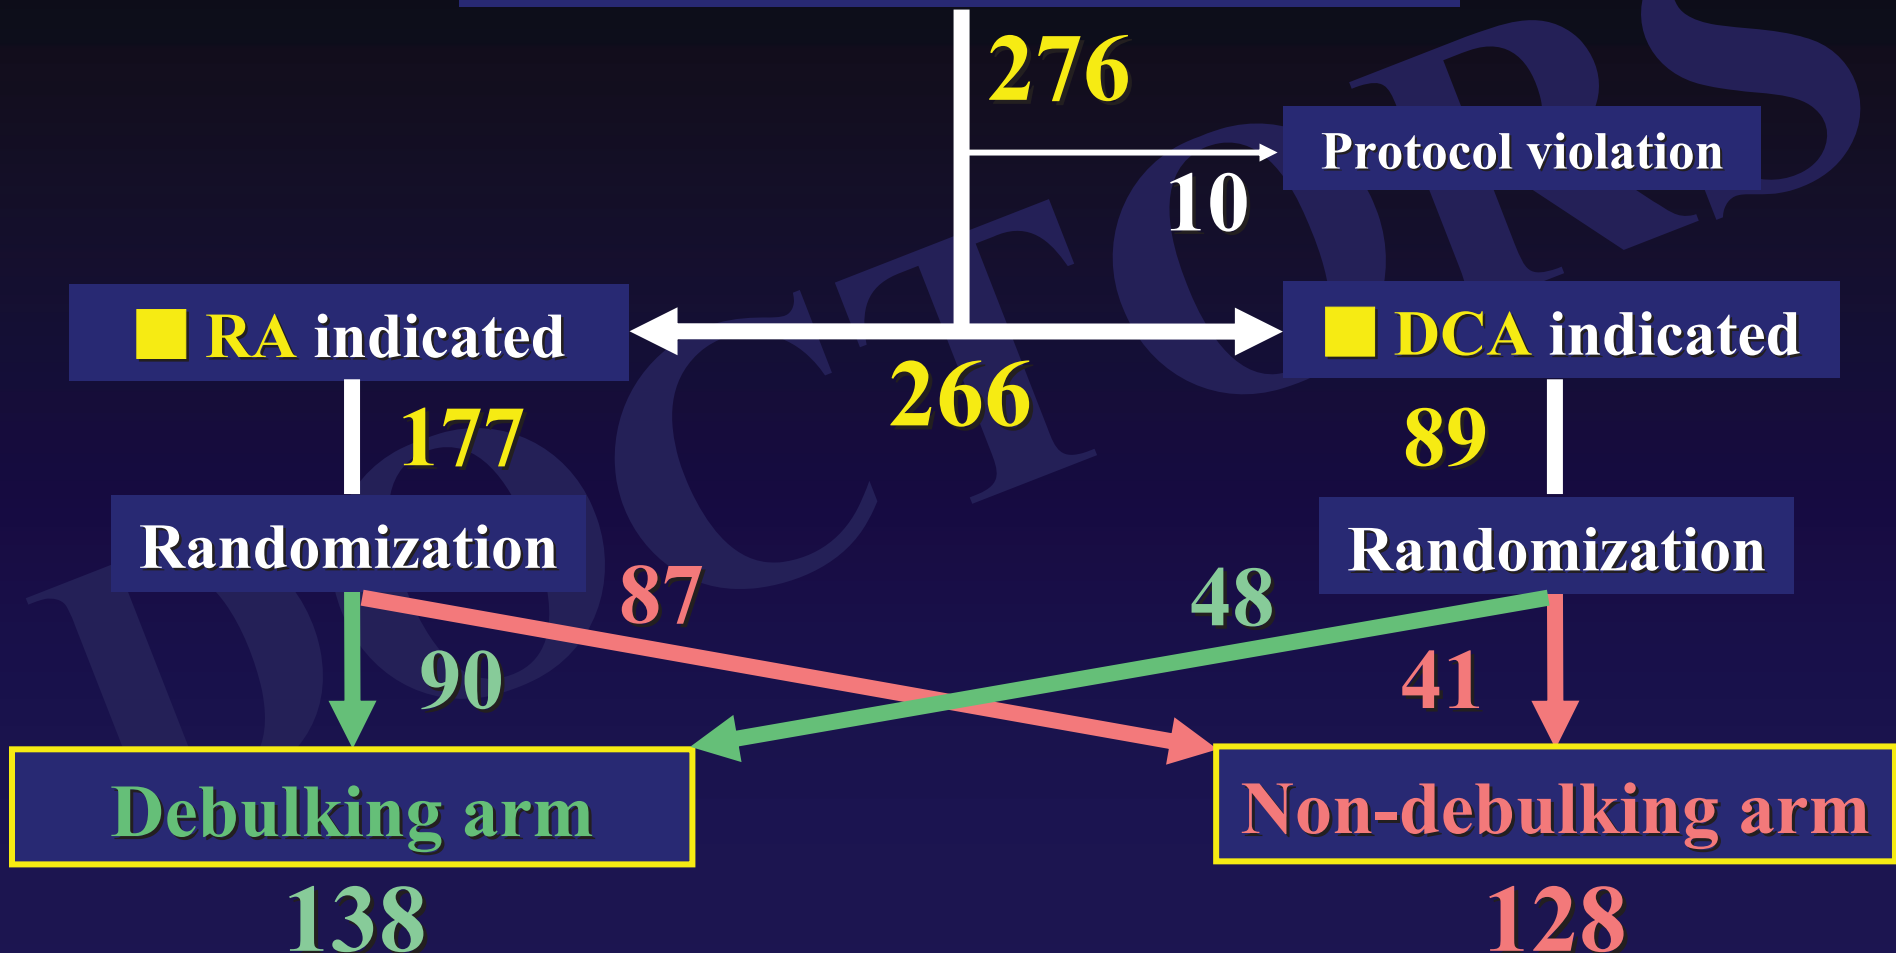 276
Protocol violation
10
RA indicated
DCA indicated
266
177
89
Randomization
Randomization
87
48
90
41
Debulking arm
Non-debulking arm
138
128
DOCTORS